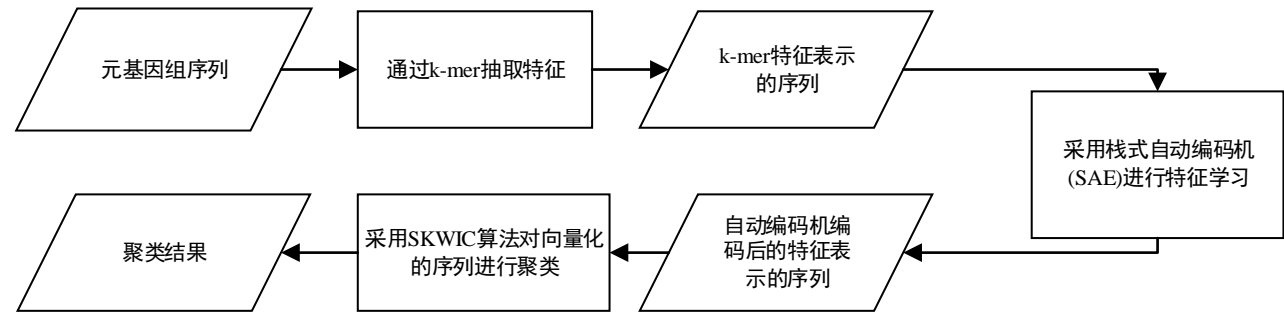 元基因组序列
通过k-mer抽取特征
k-mer特征表示
的序列
采用栈式自动编码机
(SAE)进行特征学习
自动编码机编
码后的特征表
示的序列
采用SKWIC算法对向量化
的序列进行聚类
聚类结果